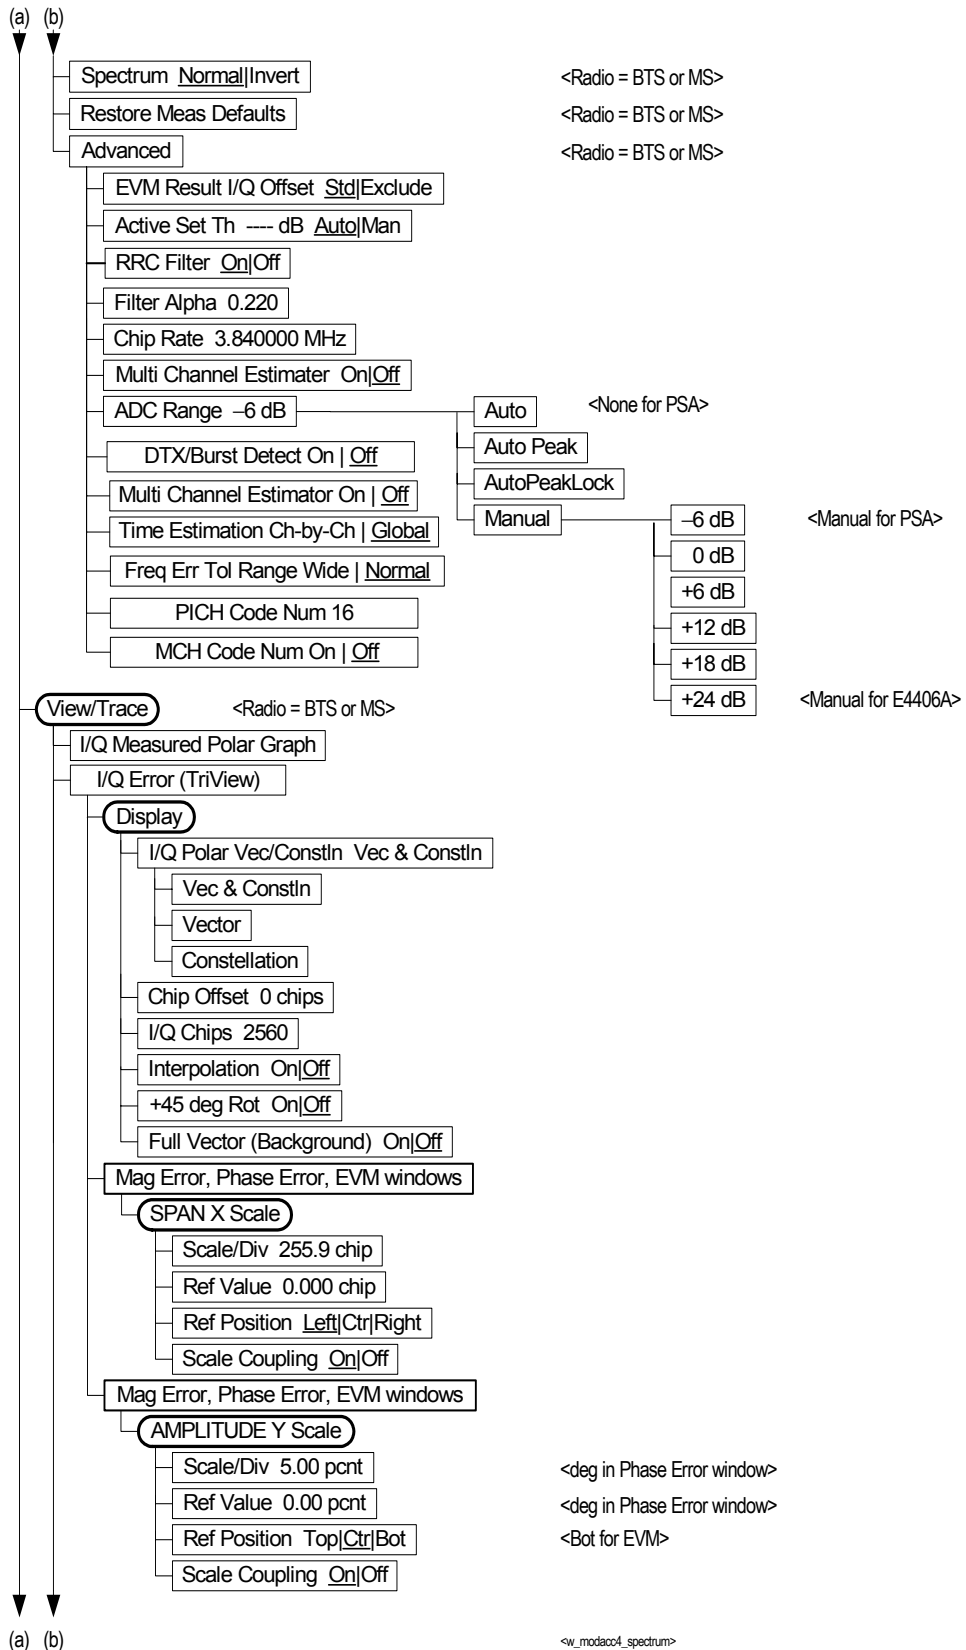 (a) (b)
Spectrum Normal|Invert <Radio = BTS or MS>
Restore Meas Defaults <Radio = BTS or MS>
Advanced <Radio = BTS or MS>
EVM Result I/Q Offset Std|Exclude
Active Set Th ---- dB Auto|Man
RRC Filter On|Off
Filter Alpha 0.220
Chip Rate 3.840000 MHz
Multi Channel Estimater On|Off
ADC Range –6 dB Auto <None for PSA>
DTX/Burst Detect On | Off Auto Peak
Multi Channel Estimator On | Off AutoPeakLock
Time Estimation Ch-by-Ch | Global Manual –6 dB <Manual for PSA>
0 dB
Freq Err Tol Range Wide | Normal +6 dB
PICH Code Num 16 +12 dB
MCH Code Num On | Off +18 dB
+24 dB <Manual for E4406A>
View/Trace <Radio = BTS or MS>
I/Q Measured Polar Graph
I/Q Error (TriView)
Display
I/Q Polar Vec/Constln Vec & Constln
Vec & Constln
Vector
Constellation
Chip Offset 0 chips
I/Q Chips 2560
Interpolation On|Off
+45 deg Rot On|Off
Full Vector (Background) On|Off
Mag Error, Phase Error, EVM windows
SPAN X Scale
Scale/Div 255.9 chip
Ref Value 0.000 chip
Ref Position Left|Ctr|Right
Scale Coupling On|Off
Mag Error, Phase Error, EVM windows
AMPLITUDE Y Scale
Scale/Div 5.00 pcnt <deg in Phase Error window>
Ref Value 0.00 pcnt <deg in Phase Error window>
Ref Position Top|Ctr|Bot <Bot for EVM>
Scale Coupling On|Off
(a) (b) <w_modacc4_spectrum>